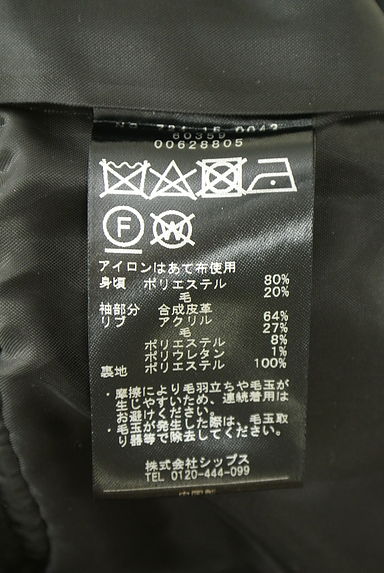 80359
00628805
F
W
アイロンはあて布使用
身頃 ポリエステル 80%
毛 20%
袖部分 合成皮革
リブ アクリル 64%
毛 27%
ポリエステル 8%
ポリウレタン 1%
裏地 ポリエステル 100%
・摩擦により毛羽立ちや毛玉が
生じやすいため、連続着用は
お避けください。
・毛玉が発生した際は、毛玉取
り器等で除去してください。
株式会社シップス
TEL 0120-444-099